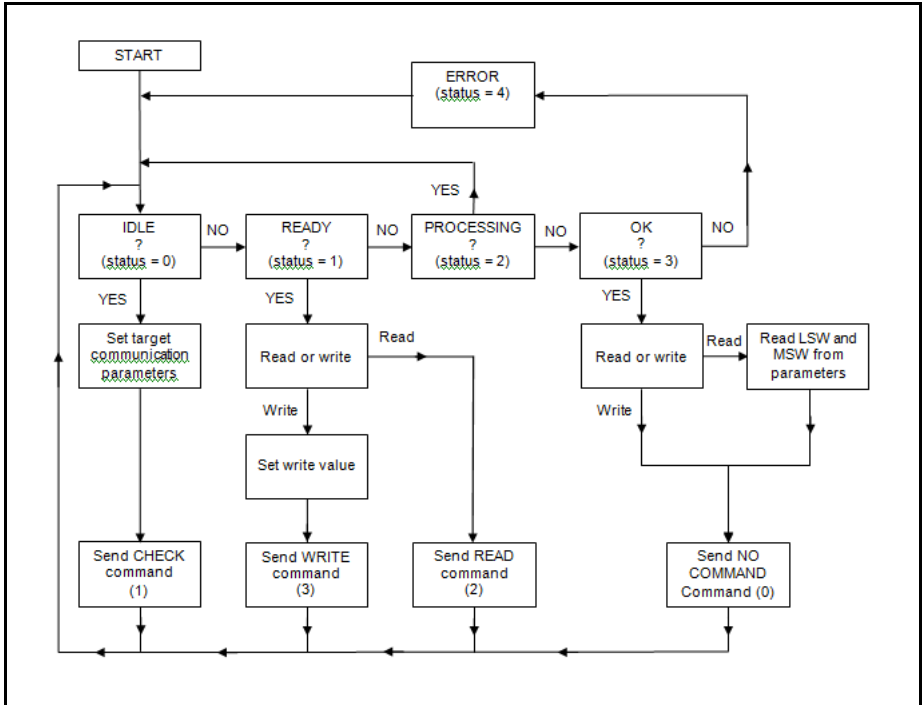 START
ERROR
(status = 4)
YES
IDLE
?
(status = 0)
NO
READY
?
(status = 1)
NO
PROCESSING
?
(status = 2)
NO
OK
?
(status = 3)
NO
YES
YES
YES
Set target
communication
parameters
Read or write
Read
Read or write
Read
Read LSW and
MSW from
parameters
Write
Write
Set write value
Send CHECK
command
(1)
Send WRITE
command
(3)
Send READ
command
(2)
Send NO
COMMAND
Command (0)